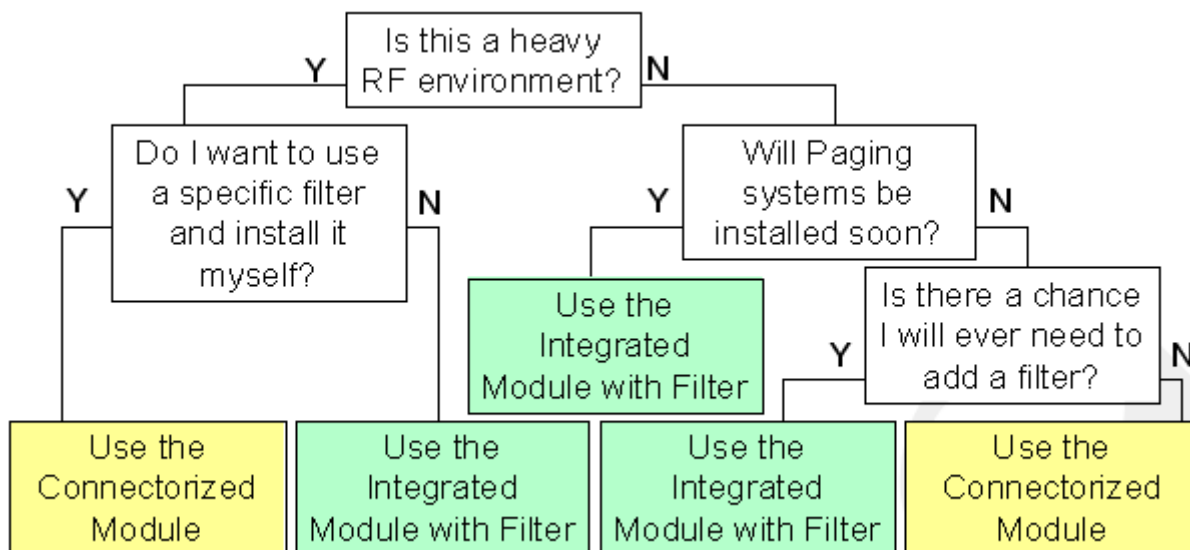 Is this a heavy
RF environment?
Y
N
Do I want to use
a specific filter
and install it
myself?
Y
N
Will Paging
systems be
installed soon?
Y
N
Use the
Integrated
Module with Filter
Is there a chance
I will ever need to
add a filter?
Y
N
Use the
Connectorized
Module
Use the
Integrated
Module with Filter
Use the
Integrated
Module with Filter
Use the
Connectorized
Module